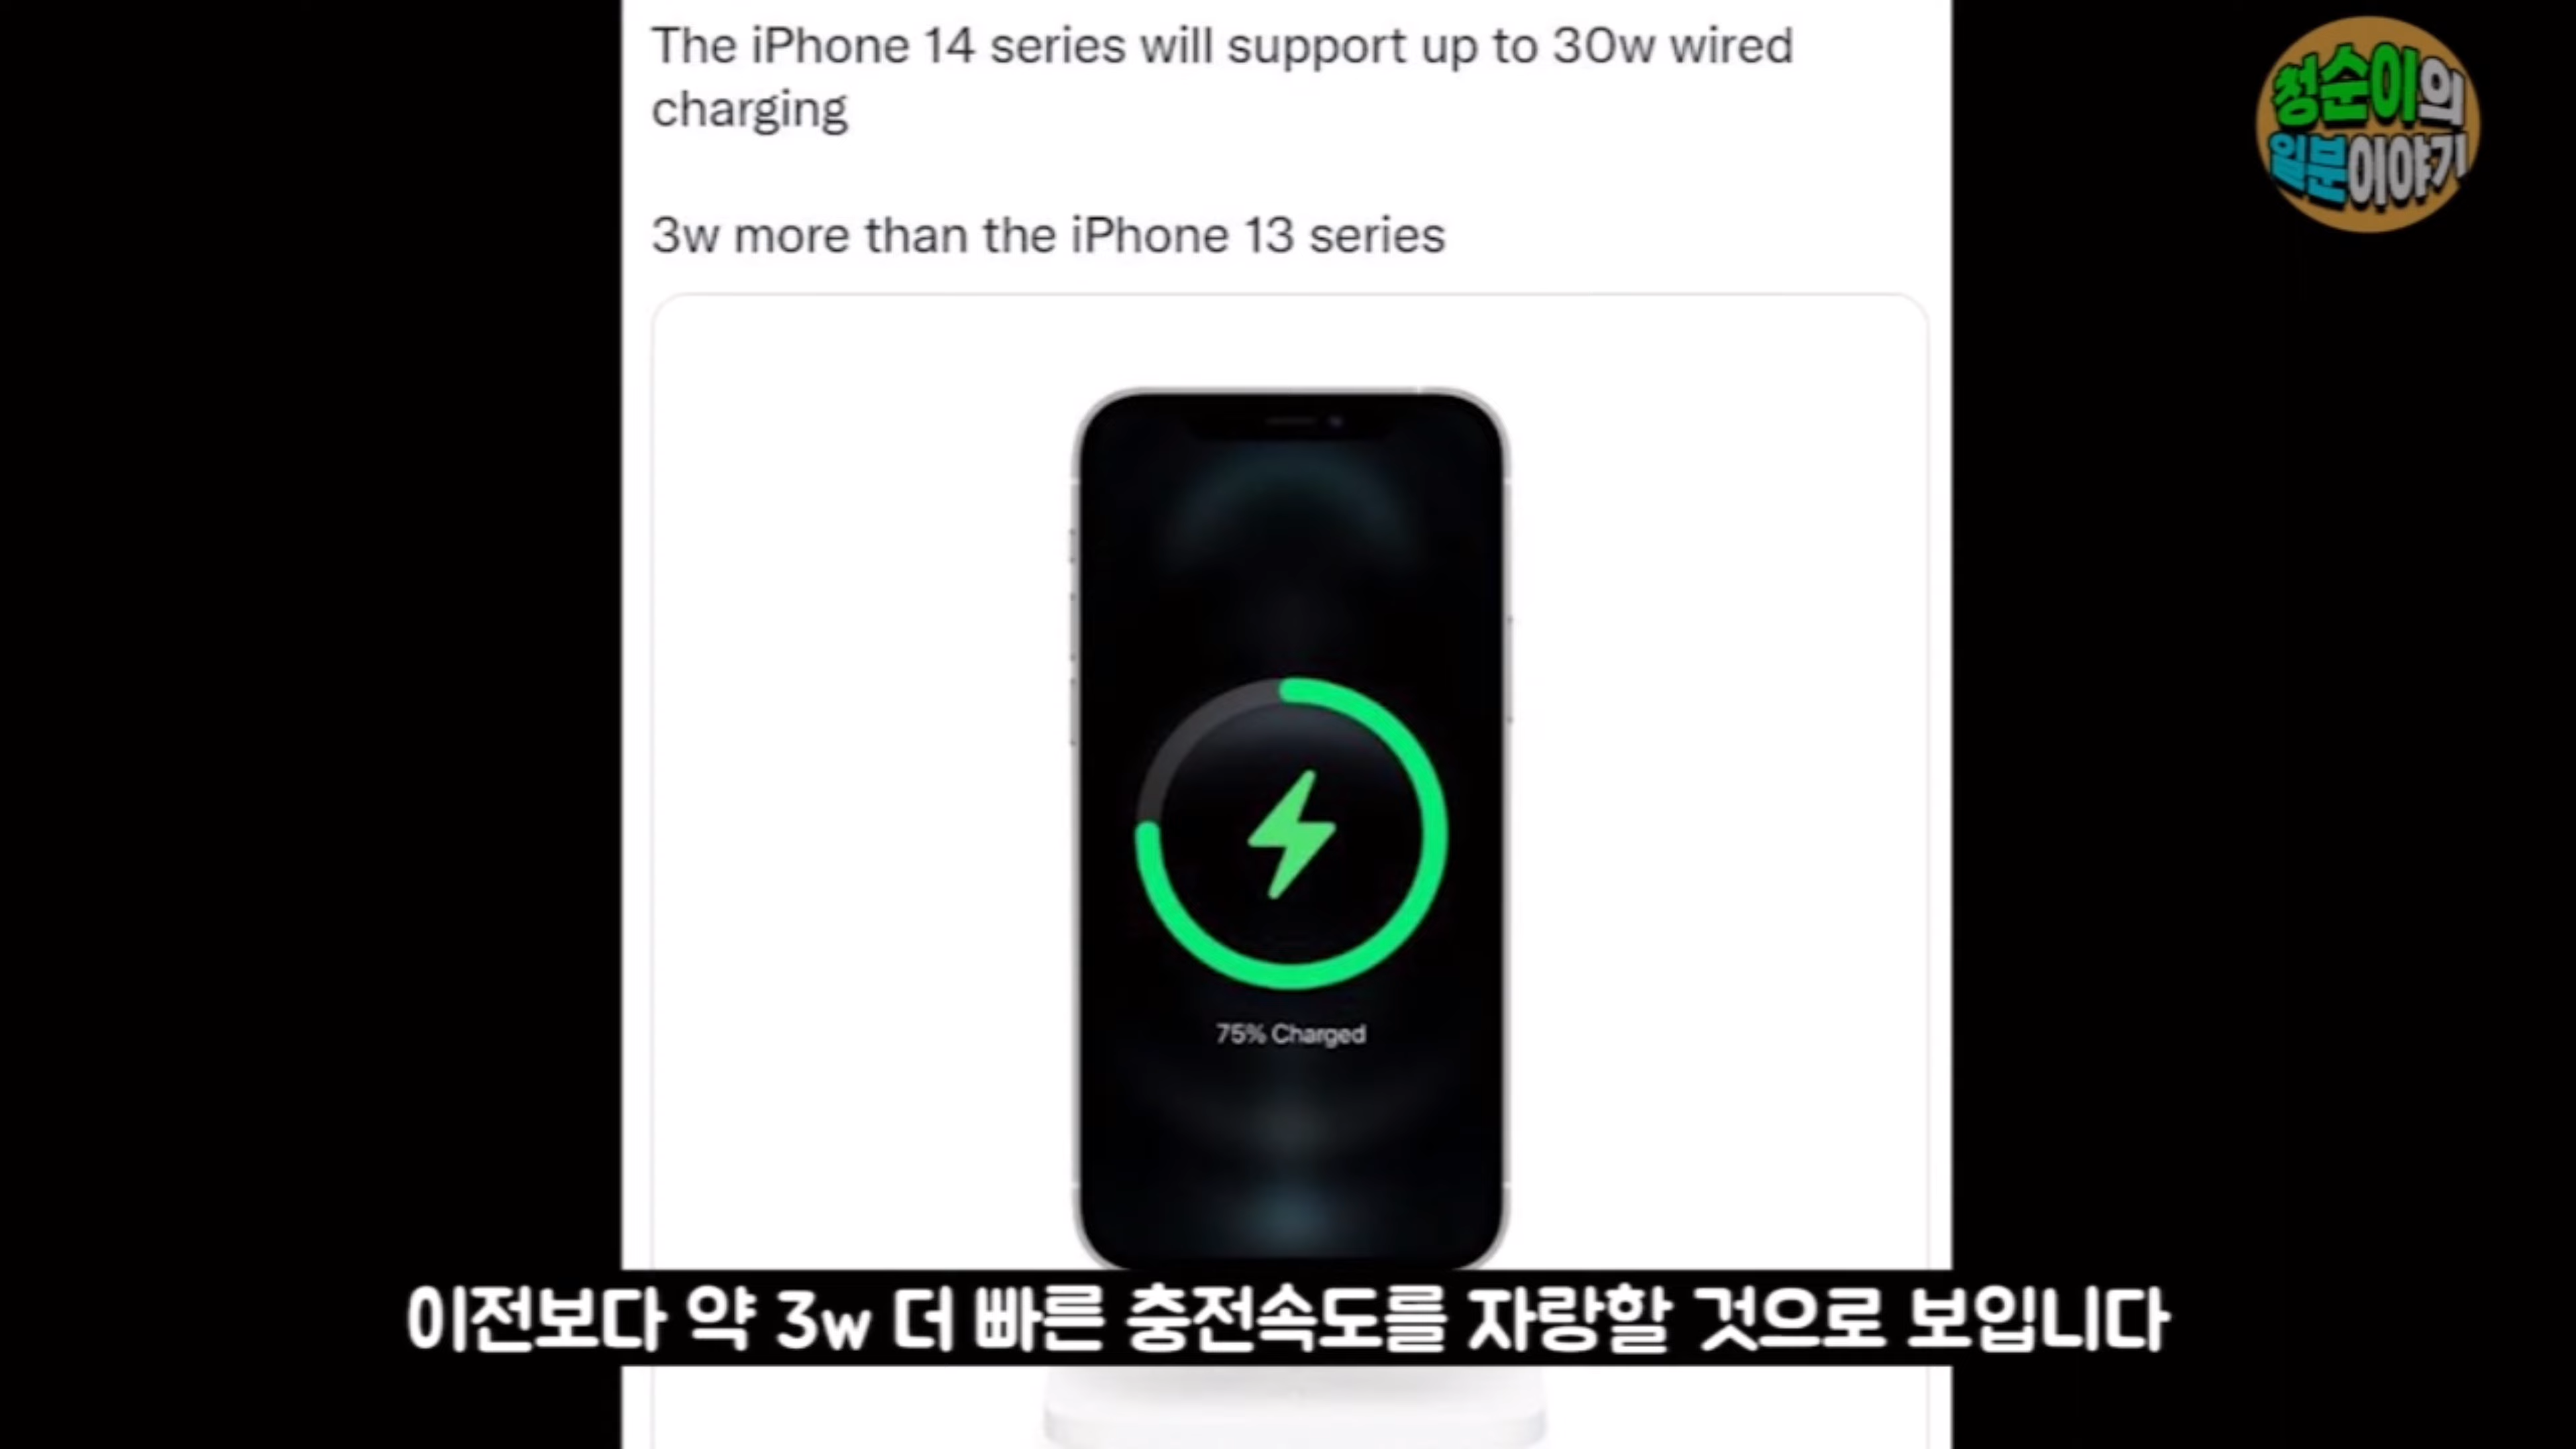 The iPhone 14 series will support up to 30w wired
charging
3w more than the iPhone 13 series
청순이의
일분이야기
75% Charged
이전보다 약 3w 더 빠른 충전속도를 자랑할 것으로 보입니다